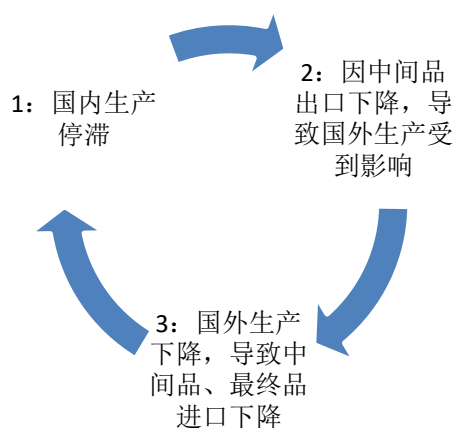 1：国内生产
停滞
2：因中间品
出口下降，导
致国外生产受
到影响
3：国外生产
下降，导致中
间品、最终品
进口下降